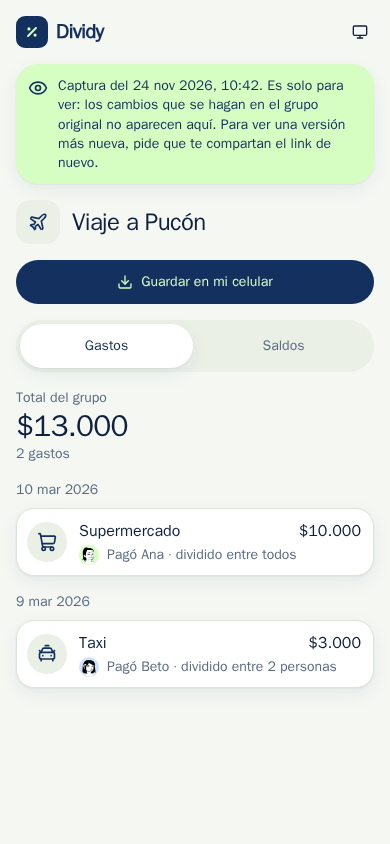 Dividy
Captura del 24 nov 2026, 10:42. Es solo para
ver: los cambios que se hagan en el grupo
original no aparecen aquí. Para ver una versión
más nueva, pide que te compartan el link de
nuevo.
Viaje a Pucón
Guardar en mi celular
Gastos
Saldos
Total del grupo
$13.000
2 gastos
10 mar 2026
Supermercado
$10.000
Pagó Ana · dividido entre todos
9 mar 2026
Taxi
$3.000
Pagó Beto · dividido entre 2 personas